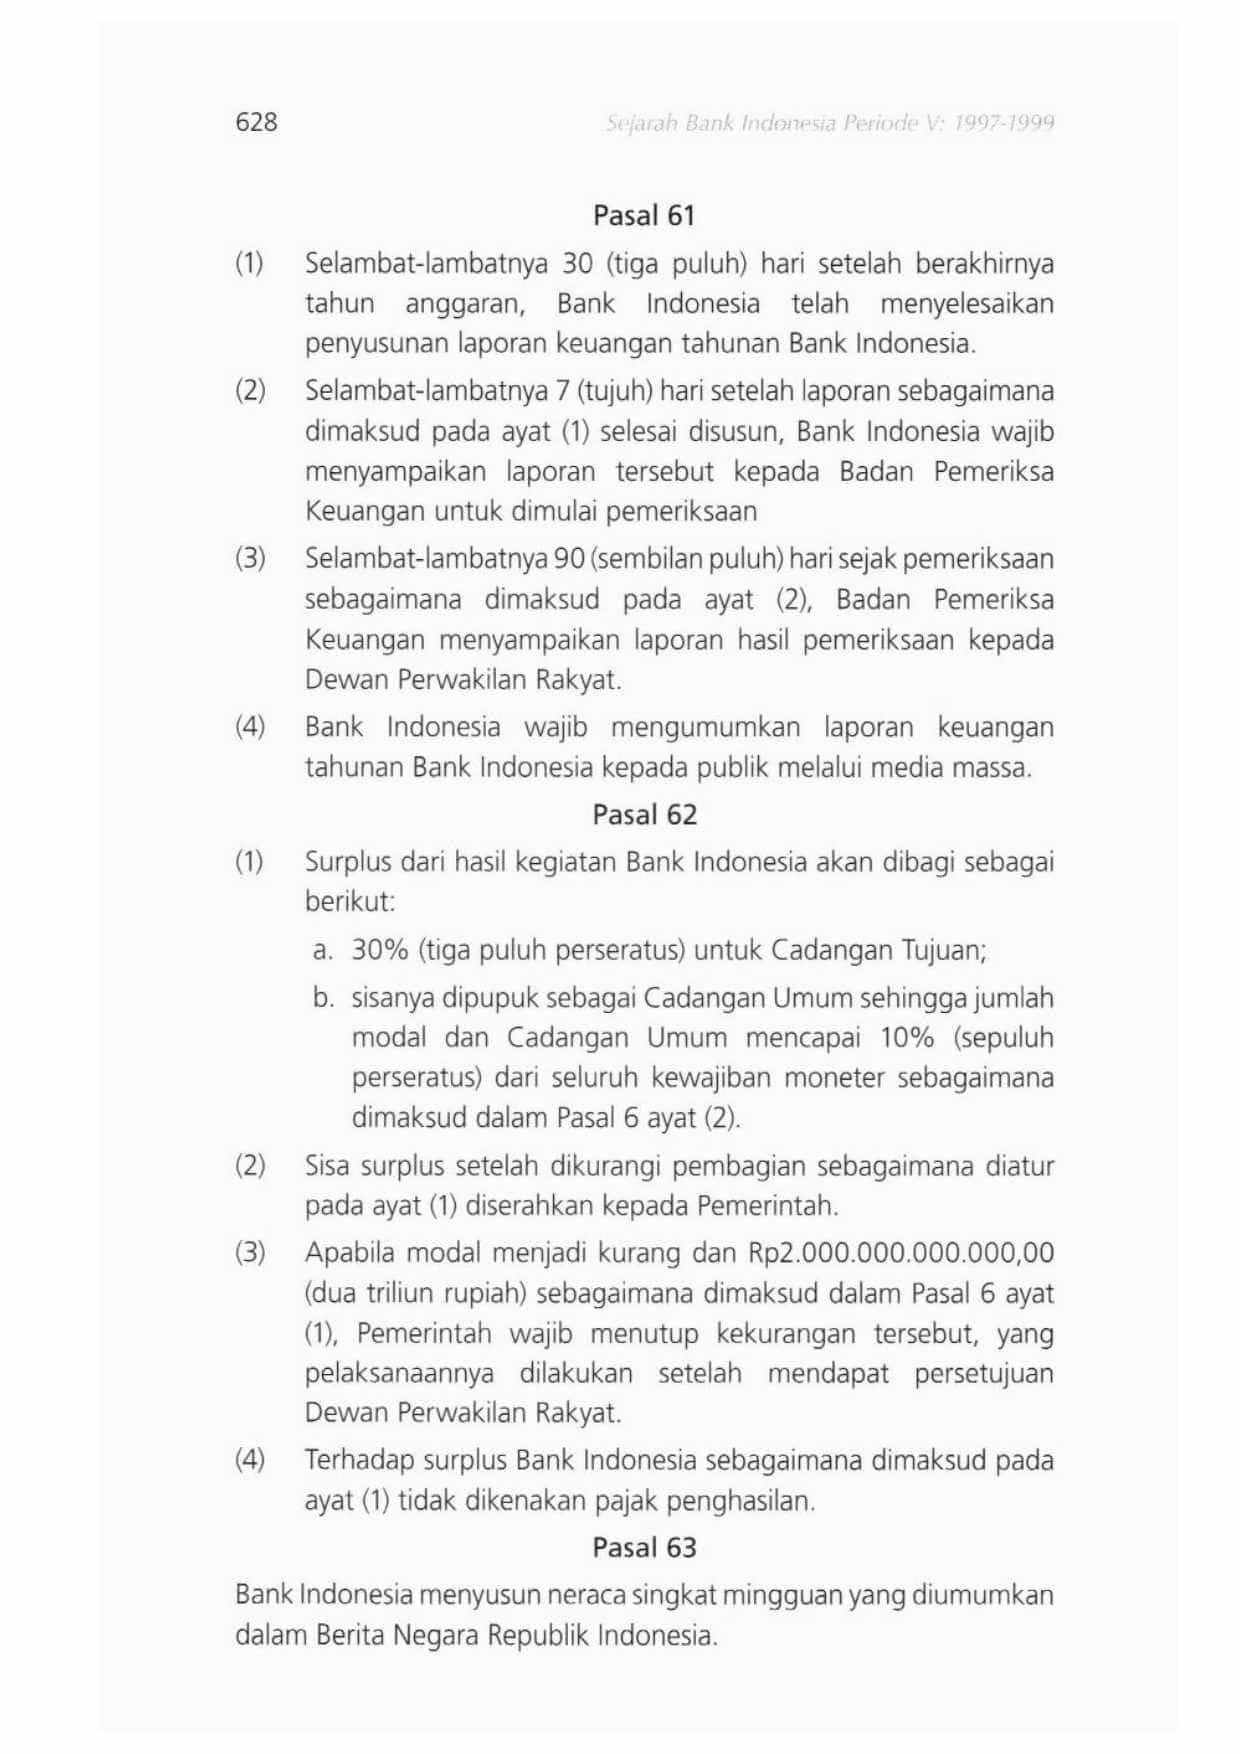 628
Sejarah Bank Indonesia Periode V: 1997-1999
Pasal 61
(1) Selambat-lambatnya 30 (tiga puluh) hari setelah berakhirnya
tahun anggaran, Bank Indonesia telah menyelesaikan
penyusunan laporan keuangan tahunan Bank Indonesia.
(2) Selambat-lambatnya 7 (tujuh) hari setelah laporan sebagaimana
dimaksud pada ayat (1) selesai disusun, Bank Indonesia wajib
menyampaikan laporan tersebut kepada Badan Pemeriksa
Keuangan untuk dimulai pemeriksaan
(3) Selambat-lambatnya 90 (sembilan puluh) hari sejak pemeriksaan
sebagaimana dimaksud pada ayat (2), Badan Pemeriksa
Keuangan menyampaikan laporan hasil pemeriksaan kepada
Dewan Perwakilan Rakyat.
(4) Bank Indonesia wajib mengumumkan laporan keuangan
tahunan Bank Indonesia kepada publik melalui media massa.
Pasal 62
(1) Surplus dari hasil kegiatan Bank Indonesia akan dibagi sebagai
berikut:
a. 30% (tiga puluh perseratus) untuk Cadangan Tujuan;
b. sisanya dipupuk sebagai Cadangan Umum sehingga jumlah
modal dan Cadangan Umum mencapai 10% (sepuluh
perseratus) dari seluruh kewajiban moneter sebagaimana
dimaksud dalam Pasal 6 ayat (2).
(2) Sisa surplus setelah dikurangi pembagian sebagaimana diatur
pada ayat (1) diserahkan kepada Pemerintah.
(3) Apabila modal menjadi kurang dan Rp2.000.000.000.000,00
(dua triliun rupiah) sebagaimana dimaksud dalam Pasal 6 ayat
(1), Pemerintah wajib menutup kekurangan tersebut, yang
pelaksanaannya dilakukan setelah mendapat persetujuan
Dewan Perwakilan Rakyat.
(4) Terhadap surplus Bank Indonesia sebagaimana dimaksud pada
ayat (1) tidak dikenakan pajak penghasilan.
Pasal 63
Bank Indonesia menyusun neraca singkat mingguan yang diumumkan
dalam Berita Negara Republik Indonesia.